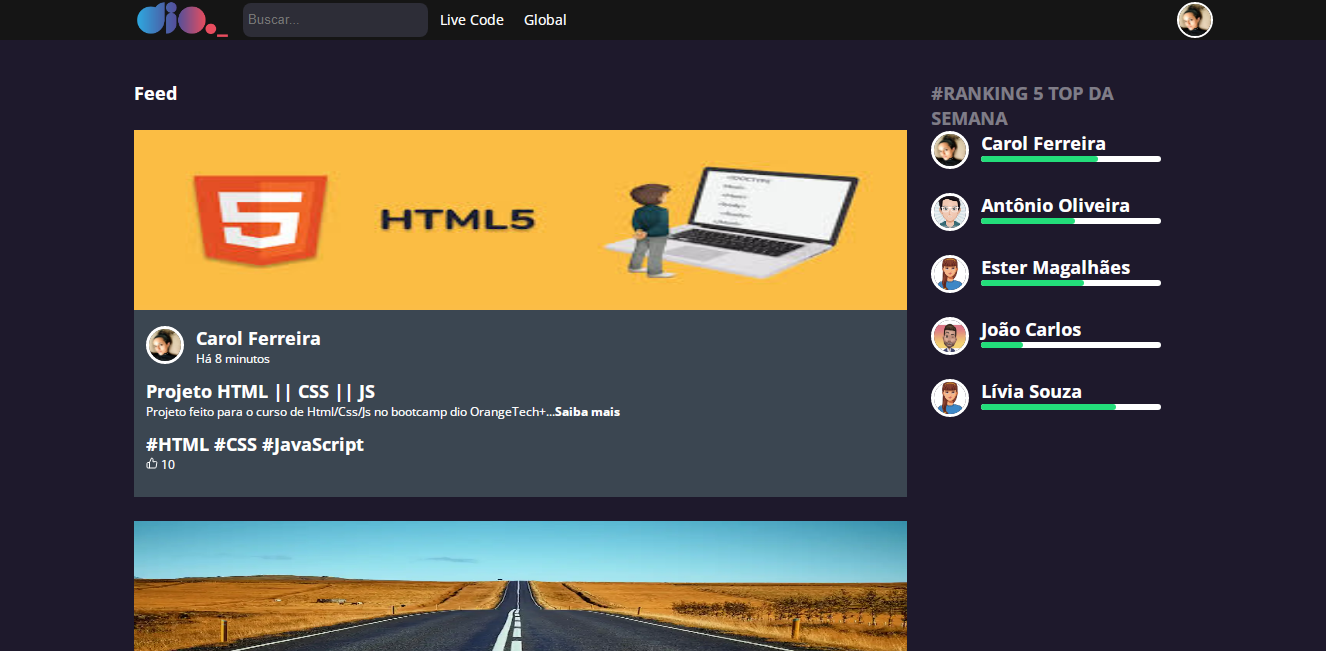 dio._
Buscar...
Live Code
Global
Feed
5
HTML5
Carol Ferreira
Há 8 minutos
Projeto HTML || CSS || JS
Projeto feito para o curso de Html/Css/Js no bootcamp dio OrangeTech+...Saiba mais
#HTML #CSS #JavaScript
10
#RANKING 5 TOP DA
SEMANA
Carol Ferreira
Antônio Oliveira
Ester Magalhães
João Carlos
Lívia Souza